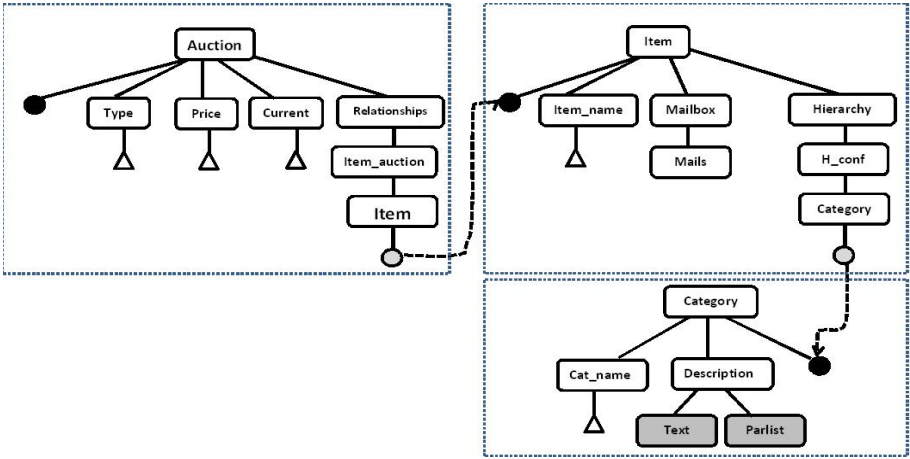 Auction
Type
Price
Current
Relationships
Item_auction
Item
Item
Item_name
Mailbox
Hierarchy
Mails
H_conf
Category
Category
Cat_name
Description
Text
Parlist